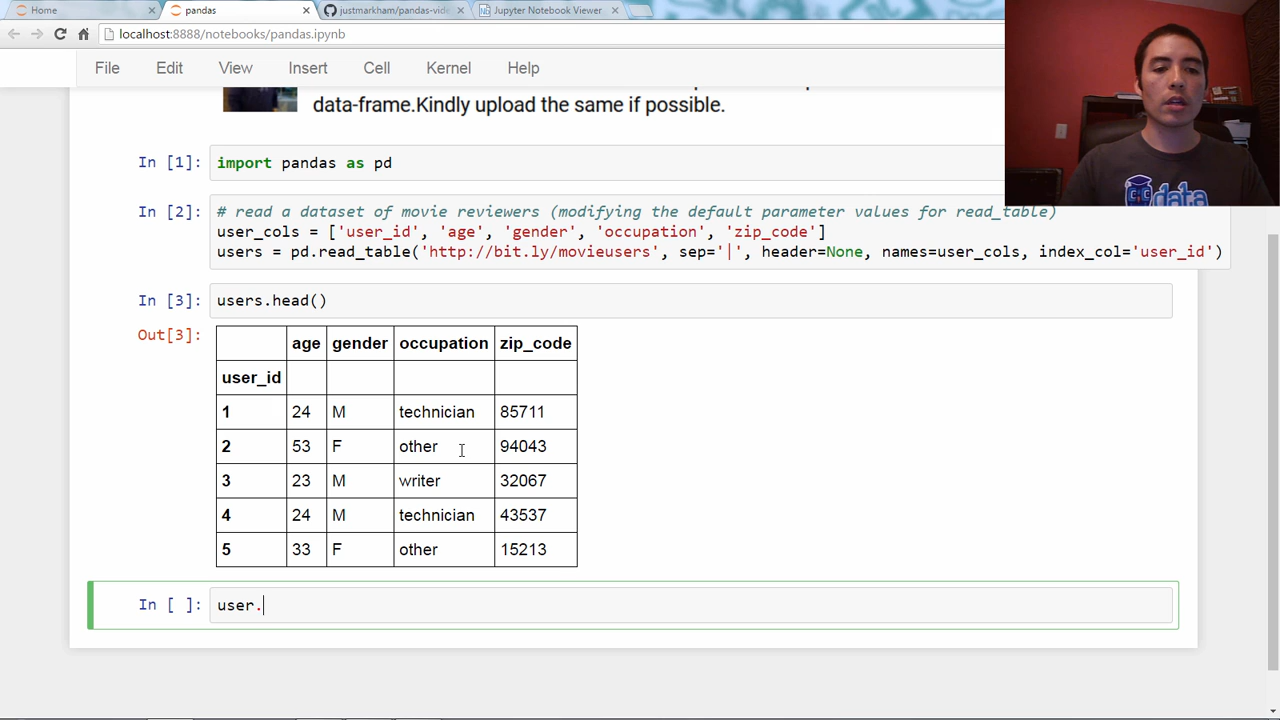 Home
pandas
justmarkham/pandas-vide
Jupyter Notebook Viewer
localhost:8888/notebooks/pandas.ipynb
File Edit View Insert Cell Kernel Help
data-frame.Kindly upload the same if possible.
In [1]: import pandas as pd
In [2]: # read a dataset of movie reviewers (modifying the default parameter values for read_table)
user_cols = ['user_id', 'age', 'gender', 'occupation', 'zip_code']
users = pd.read_table('http://bit.ly/movieusers', sep='|', header=None, names=user_cols, index_col='user_id')
In [3]: users.head()
Out[3]:
age gender occupation zip_code
user_id
1 24 M technician 85711
2 53 F other 94043
3 23 M writer 32067
4 24 M technician 43537
5 33 F other 15213
In [ ]: user.
data